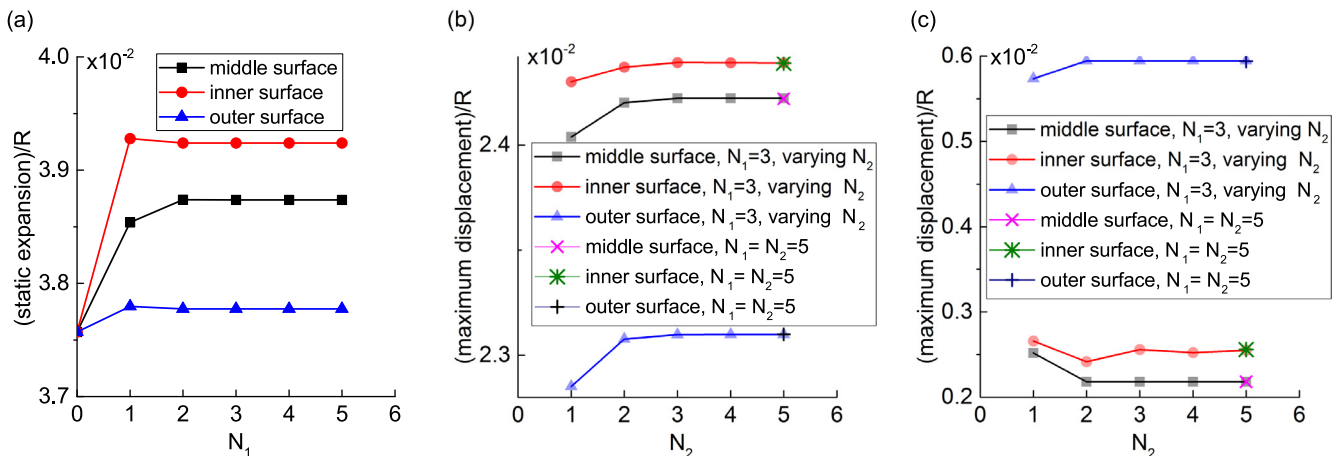 (a)
(b)
(c)
x10⁻²
4.0
3.9
3.8
3.7
(static expansion)/R
middle surface
inner surface
outer surface
0 1 2 3 4 5 6
N₁
x10⁻²
2.4
2.3
(maximum displacement)/R
middle surface, N₁=3, varying N₂
inner surface, N₁=3, varying N₂
outer surface, N₁=3, varying N₂
middle surface, N₁= N₂=5
inner surface, N₁= N₂=5
outer surface, N₁= N₂=5
0 1 2 3 4 5 6
N₂
x10⁻²
0.6
0.5
0.4
0.3
0.2
(maximum displacement)/R
middle surface, N₁=3, varying N₂
inner surface, N₁=3, varying N₂
outer surface, N₁=3, varying N₂
middle surface, N₁= N₂=5
inner surface, N₁= N₂=5
outer surface, N₁= N₂=5
0 1 2 3 4 5 6
N₂